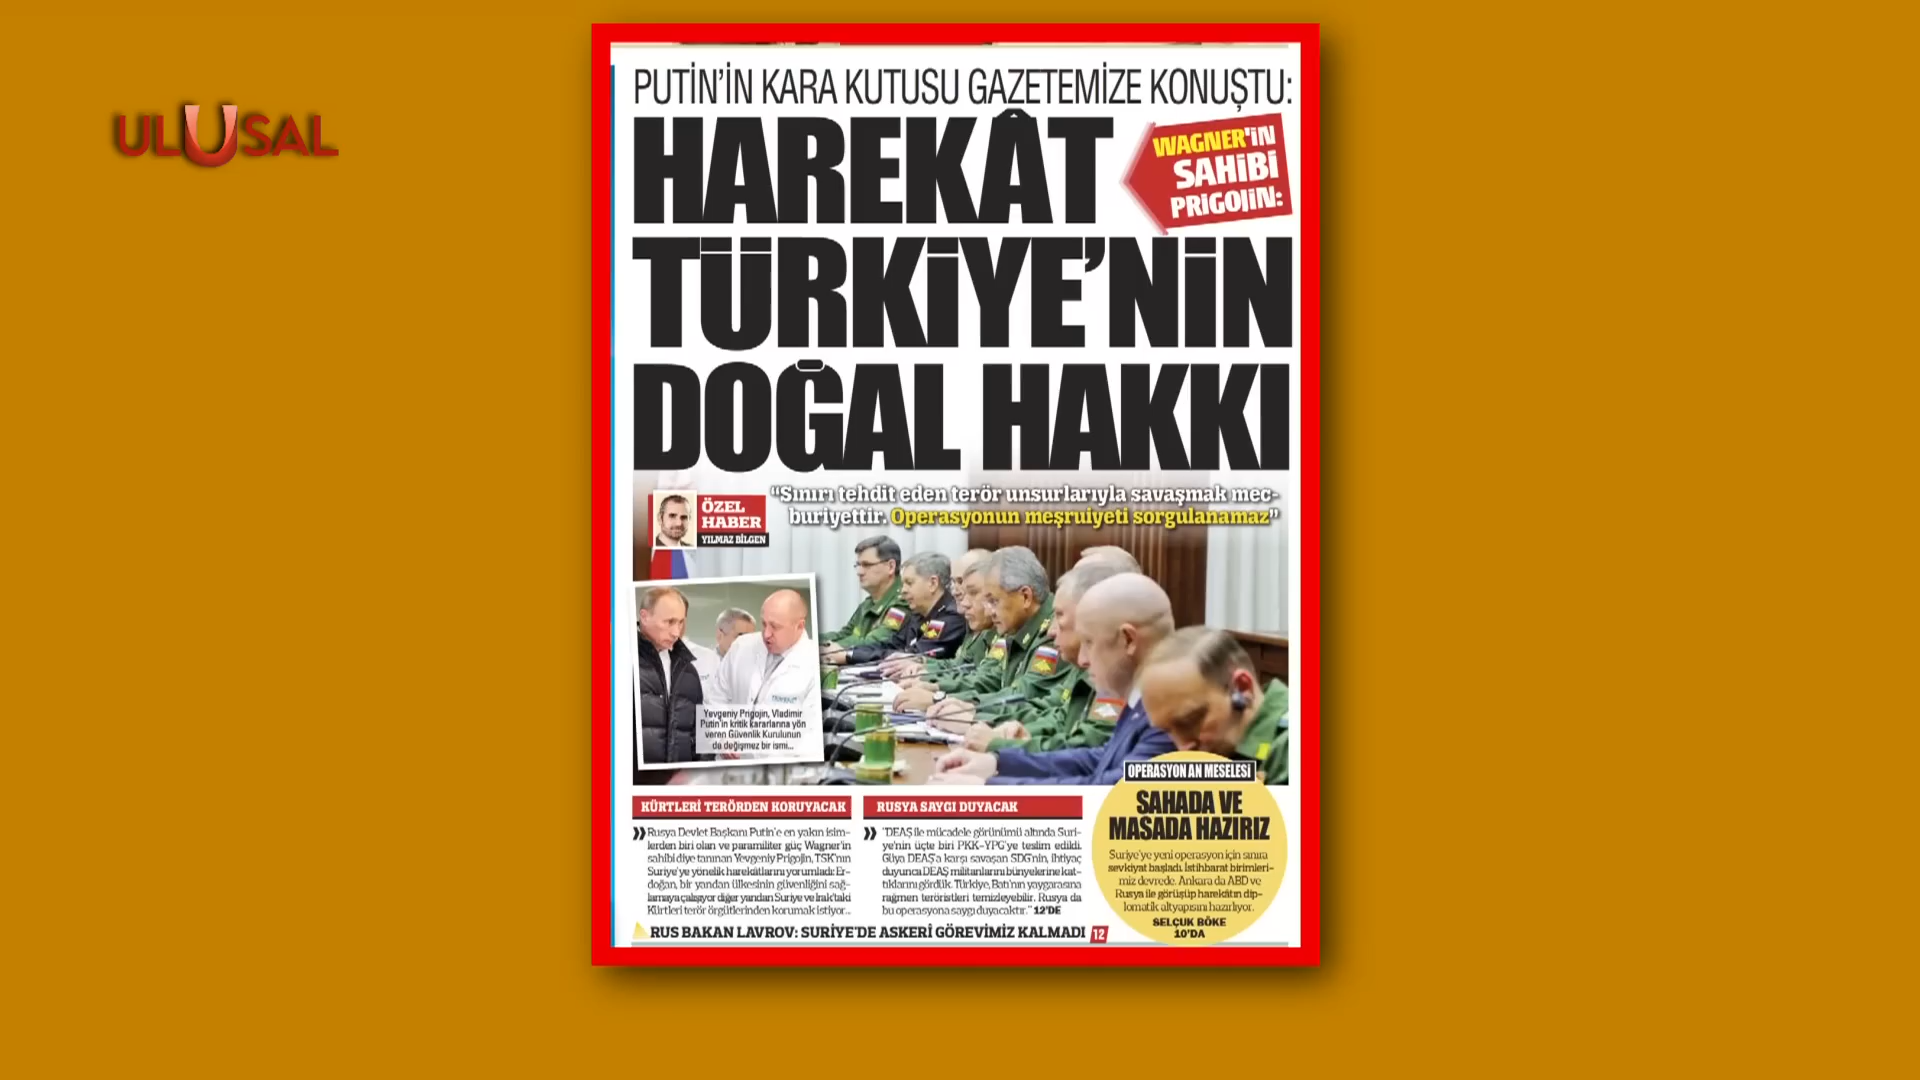 ULUSAL
PUTİN'İN KARA KUTUSU GAZETEMİZE KONUŞTU:
HAREKÂT
WAGNER'İN
SAHİBİ
PRİGOJİN:
TÜRKİYE'NİN
DOĞAL HAKKI
ÖZEL
HABER
YILMAZ BİLGEN
“Sınırı tehdit eden terör unsurlarıyla savaşmak mec-
buriyettir. Operasyonun meşruiyeti sorgulanamaz”
Yevgeniy Prigojin, Vladimir
Putin'in kritik kararlarına yön
veren Güvenlik Kurulunun
da değişmez bir ismi...
KÜRTLERİ TERÖRDEN KORUYACAK
Rusya Devlet Başkanı Putin'e en yakın isim-
lerden biri olan ve paramiliter güç Wagner'in
sahibi diye tanınan Yevgeniy Prigojin, TSK'nın
Suriye'ye yönelik harekâtlarını yorumladı: Er-
doğan, bir yandan ülkesinin güvenliğini sağ-
lamaya çalışıyor diğer yandan Suriye ve Irak'taki
Kürtleri terör örgütlerinden korumak istiyor...
RUSYA SAYGI DUYACAK
"DEAŞ ile mücadele görünümü altında Suri-
ye'nin üçte biri PKK-YPG'ye teslim edildi.
Güya DEAŞ'a karşı savaşan SDG'nin, ihtiyaç
duyunca DEAŞ militanlarını bünyelerine kat-
tıklarını gördük. Türkiye, Batı'nın yaygarasına
rağmen teröristleri temizleyebilir. Rusya da
bu operasyona saygı duyacaktır." 12'DE
OPERASYON AN MESELESİ
SAHADA VE
MASADA HAZIRIZ
Suriye'ye yeni operasyon için sınıra
sevkiyat başladı. İstihbarat birimleri-
miz devrede. Ankara da ABD ve
Rusya ile görüşüp harekâtın dip-
lomatik altyapısını hazırlıyor.
SELÇUK BÖKE
10'DA
RUS BAKAN LAVROV: SURİYE'DE ASKERİ GÖREVİMİZ KALMADI 12